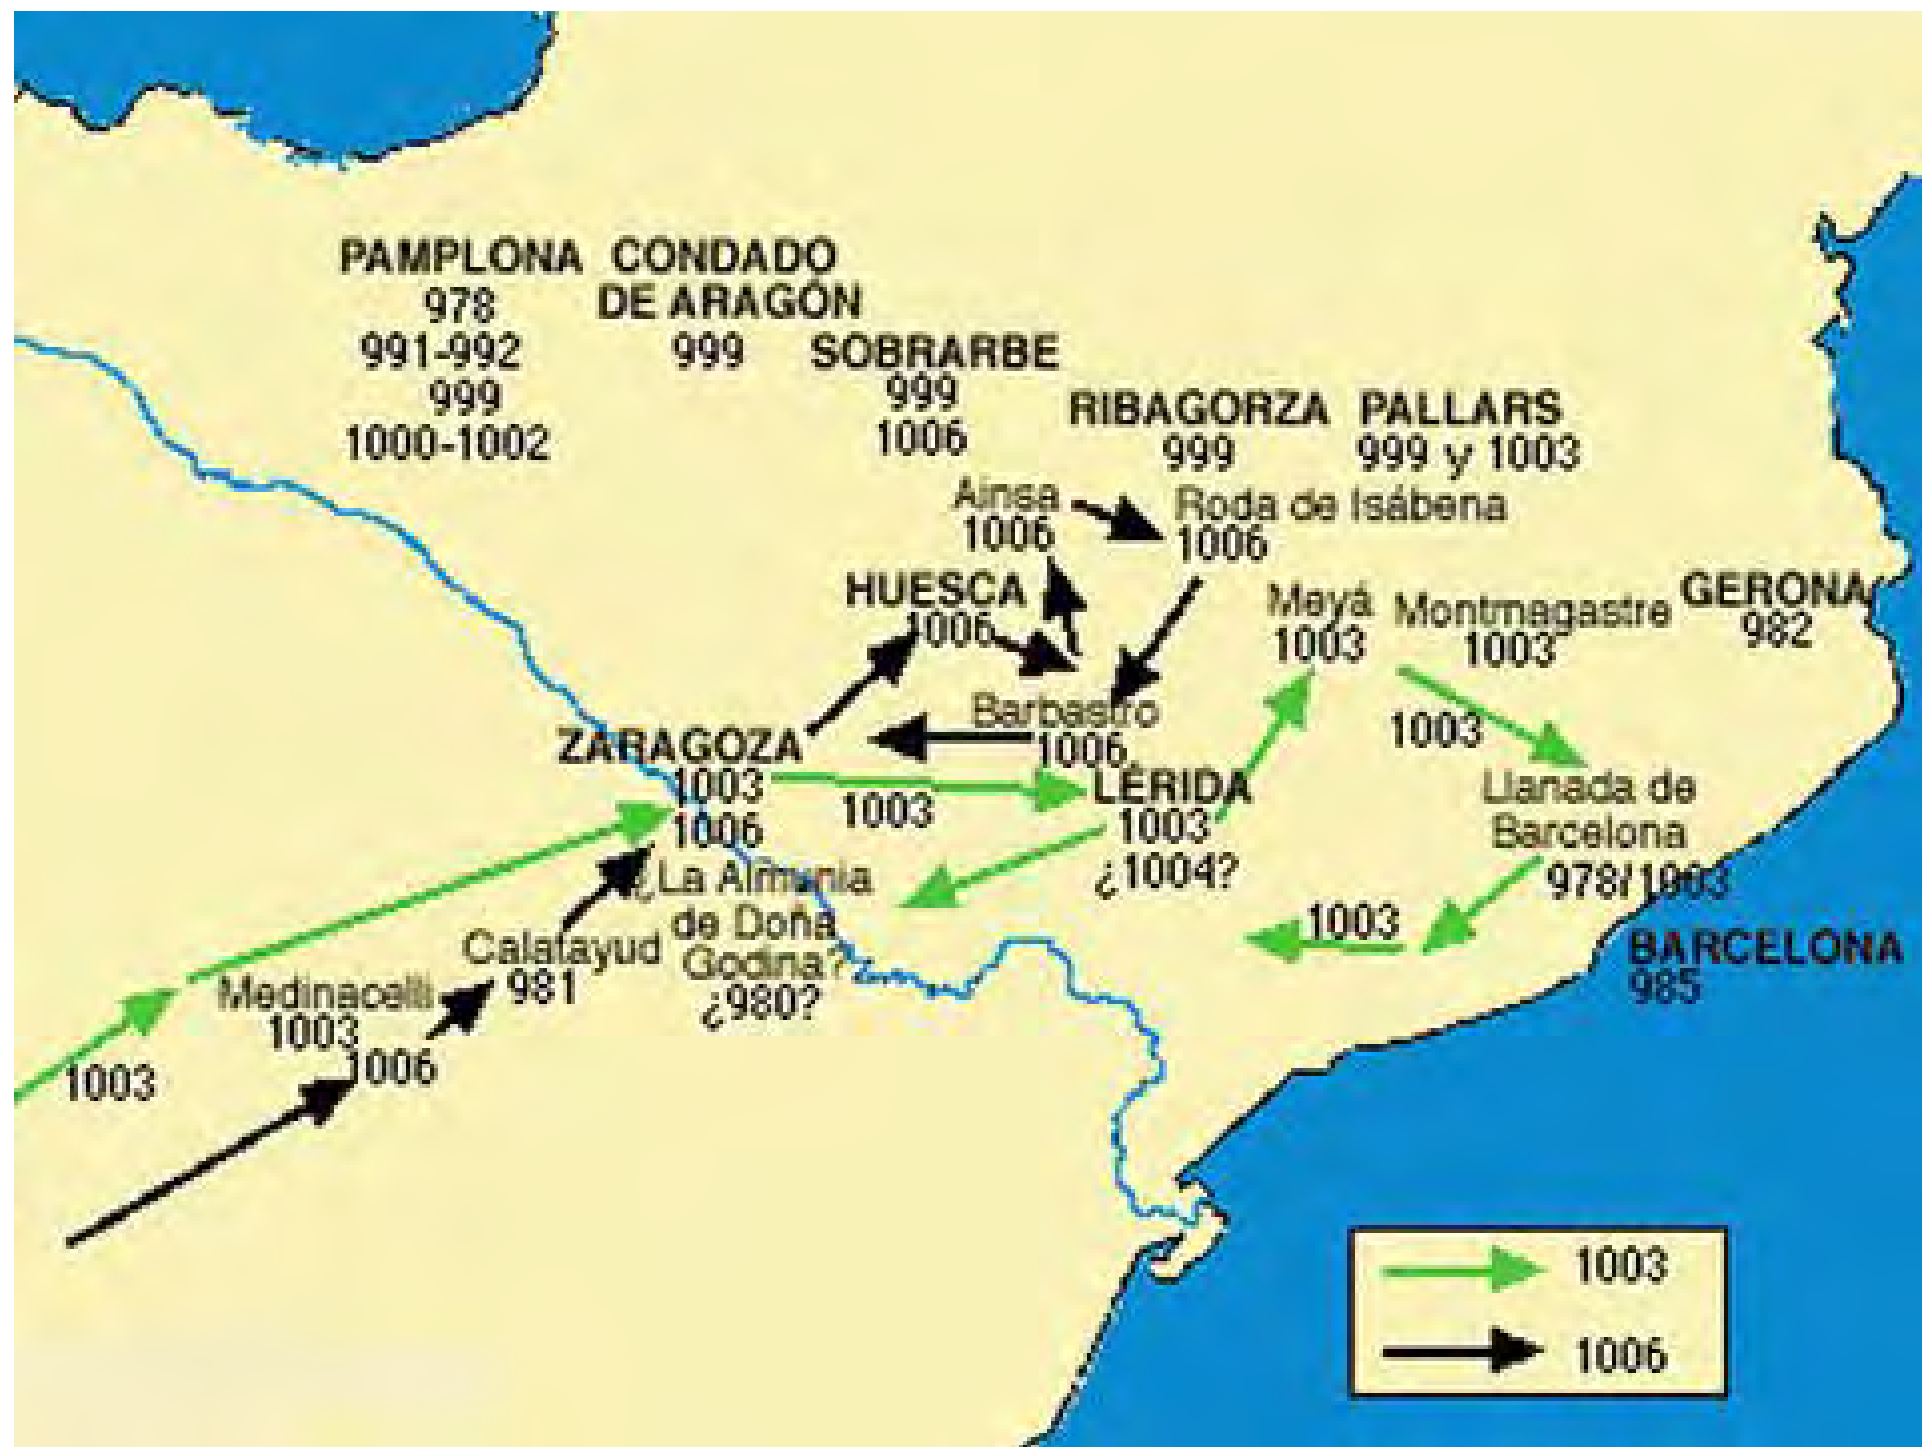 PAMPLONA
978
991-992
999
1000-1002
CONDADO
DE ARAGÓN
999
SOBRARBE
999
1006
RIBAGORZA
999
PALLARS
999 y 1003
Ainsa
1006
Roda de Isábena
1006
HUESCA
1006
Meyá
1003
Montmagastre
1003
GERONA
982
Barbastro
1006
1003
ZARAGOZA
1003
1006
1003
LÉRIDA
1003
¿1004?
Llanada de
Barcelona
978/1003
¿La Almunia
de Doña
Godina?
¿980?
Calatayud
981
1003
BARCELONA
985
Medinacelli
1003
1006
1003
1003
1006